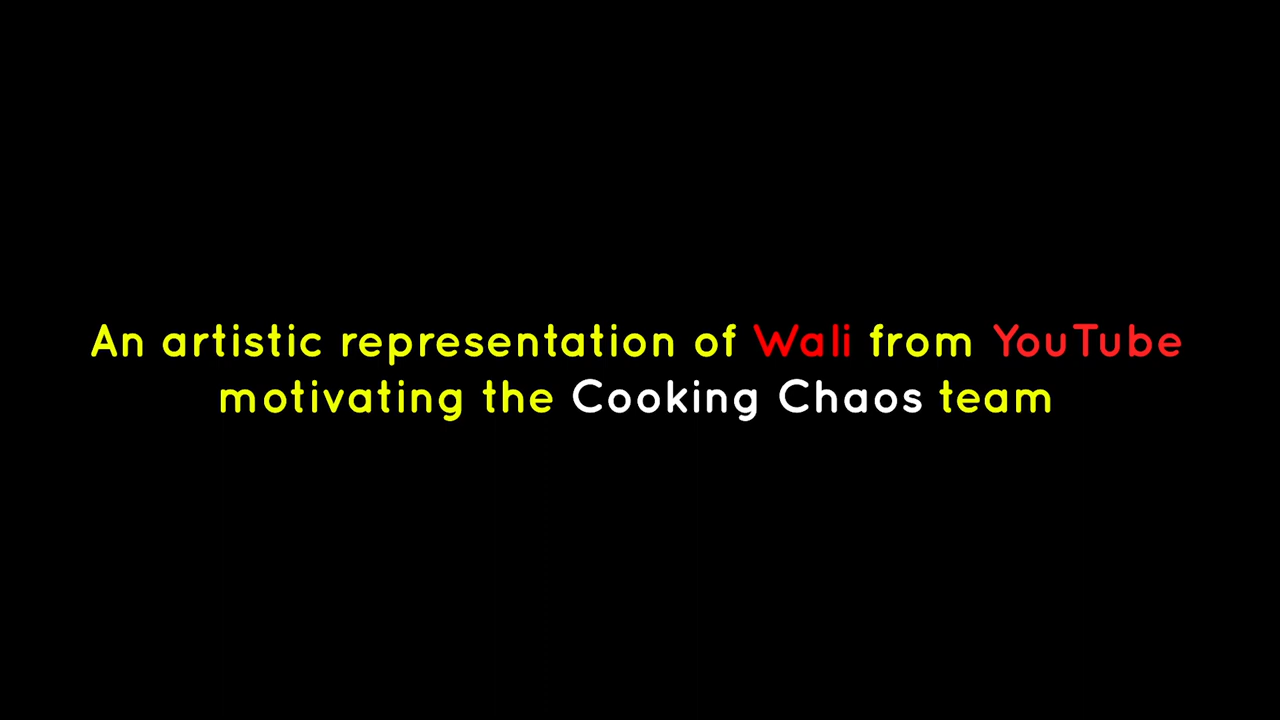 An artistic representation of Wali from YouTube
motivating the Cooking Chaos team